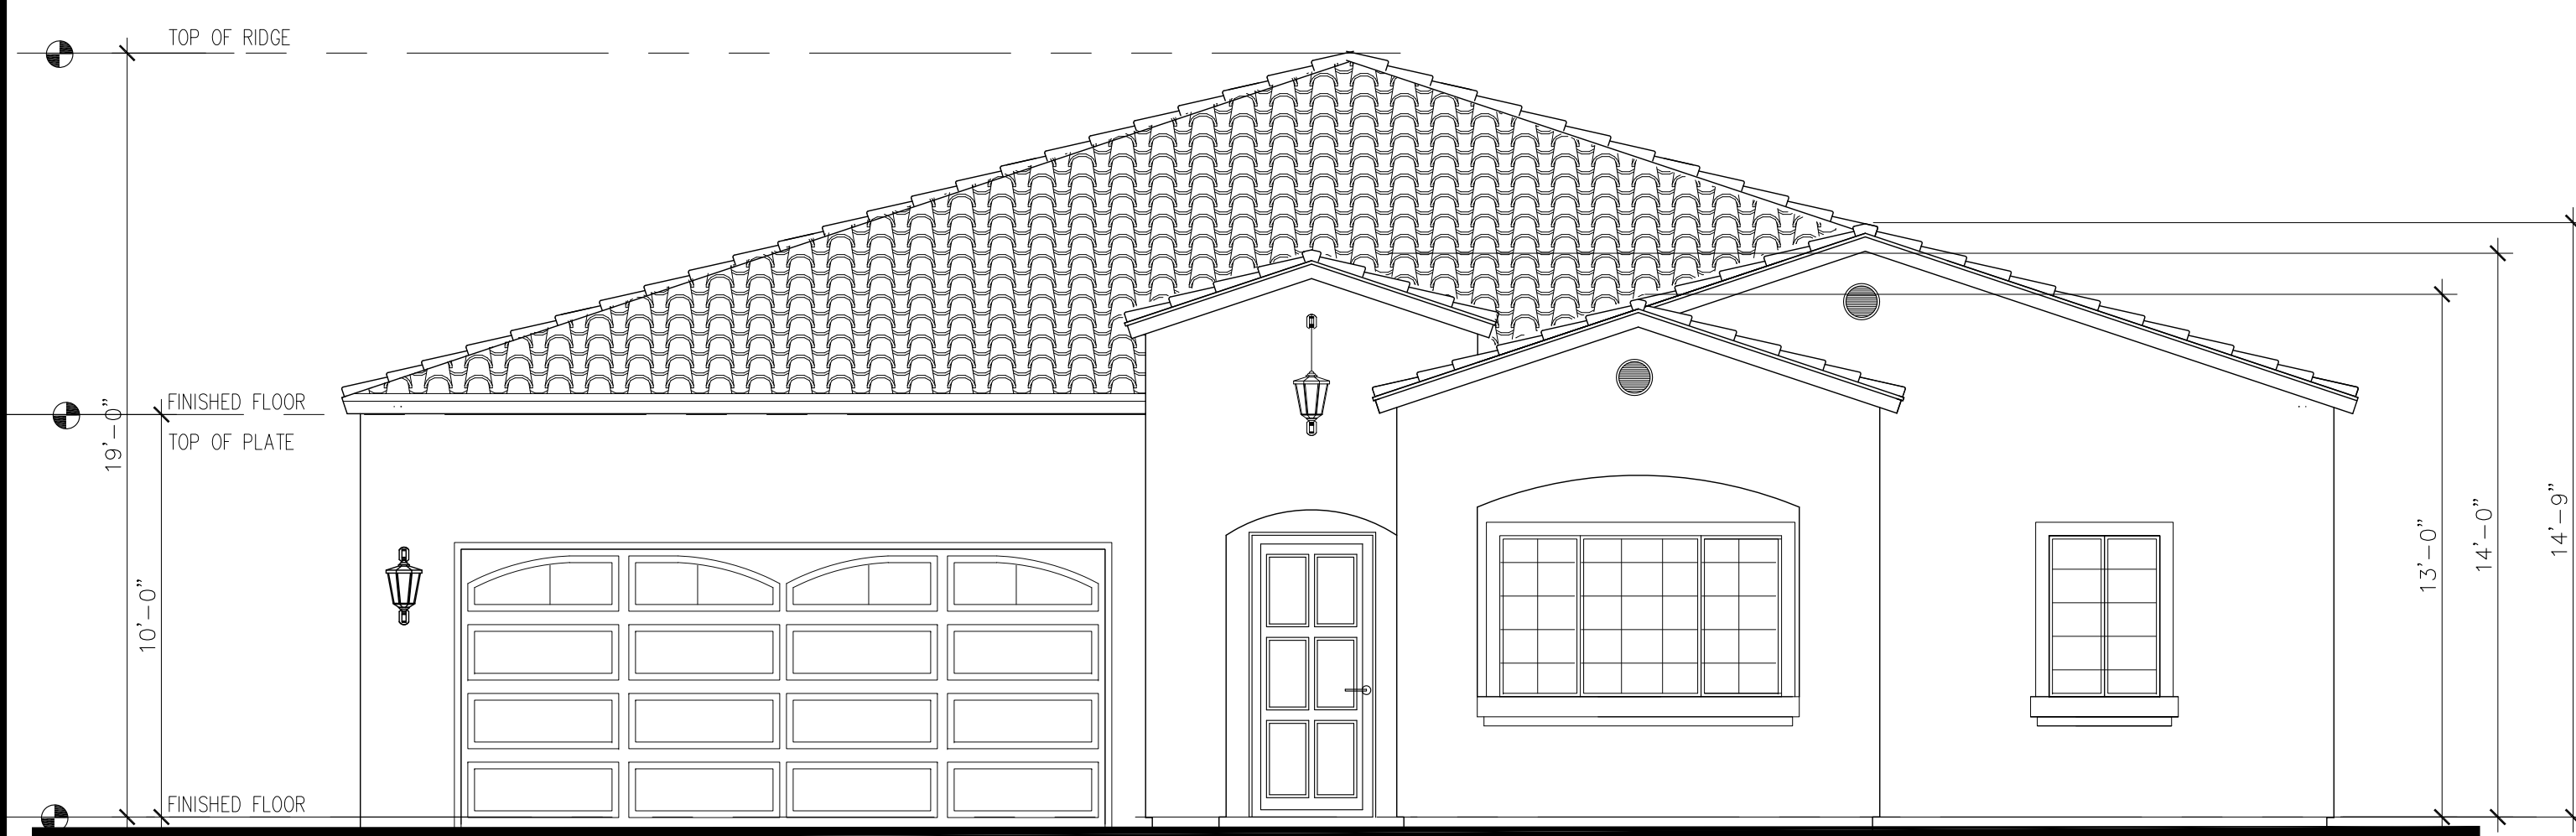 TOP OF RIDGE
FINISHED FLOOR
TOP OF PLATE
FINISHED FLOOR
19'-0"
10'-0"
13'-0"
14'-0"
14'-9"